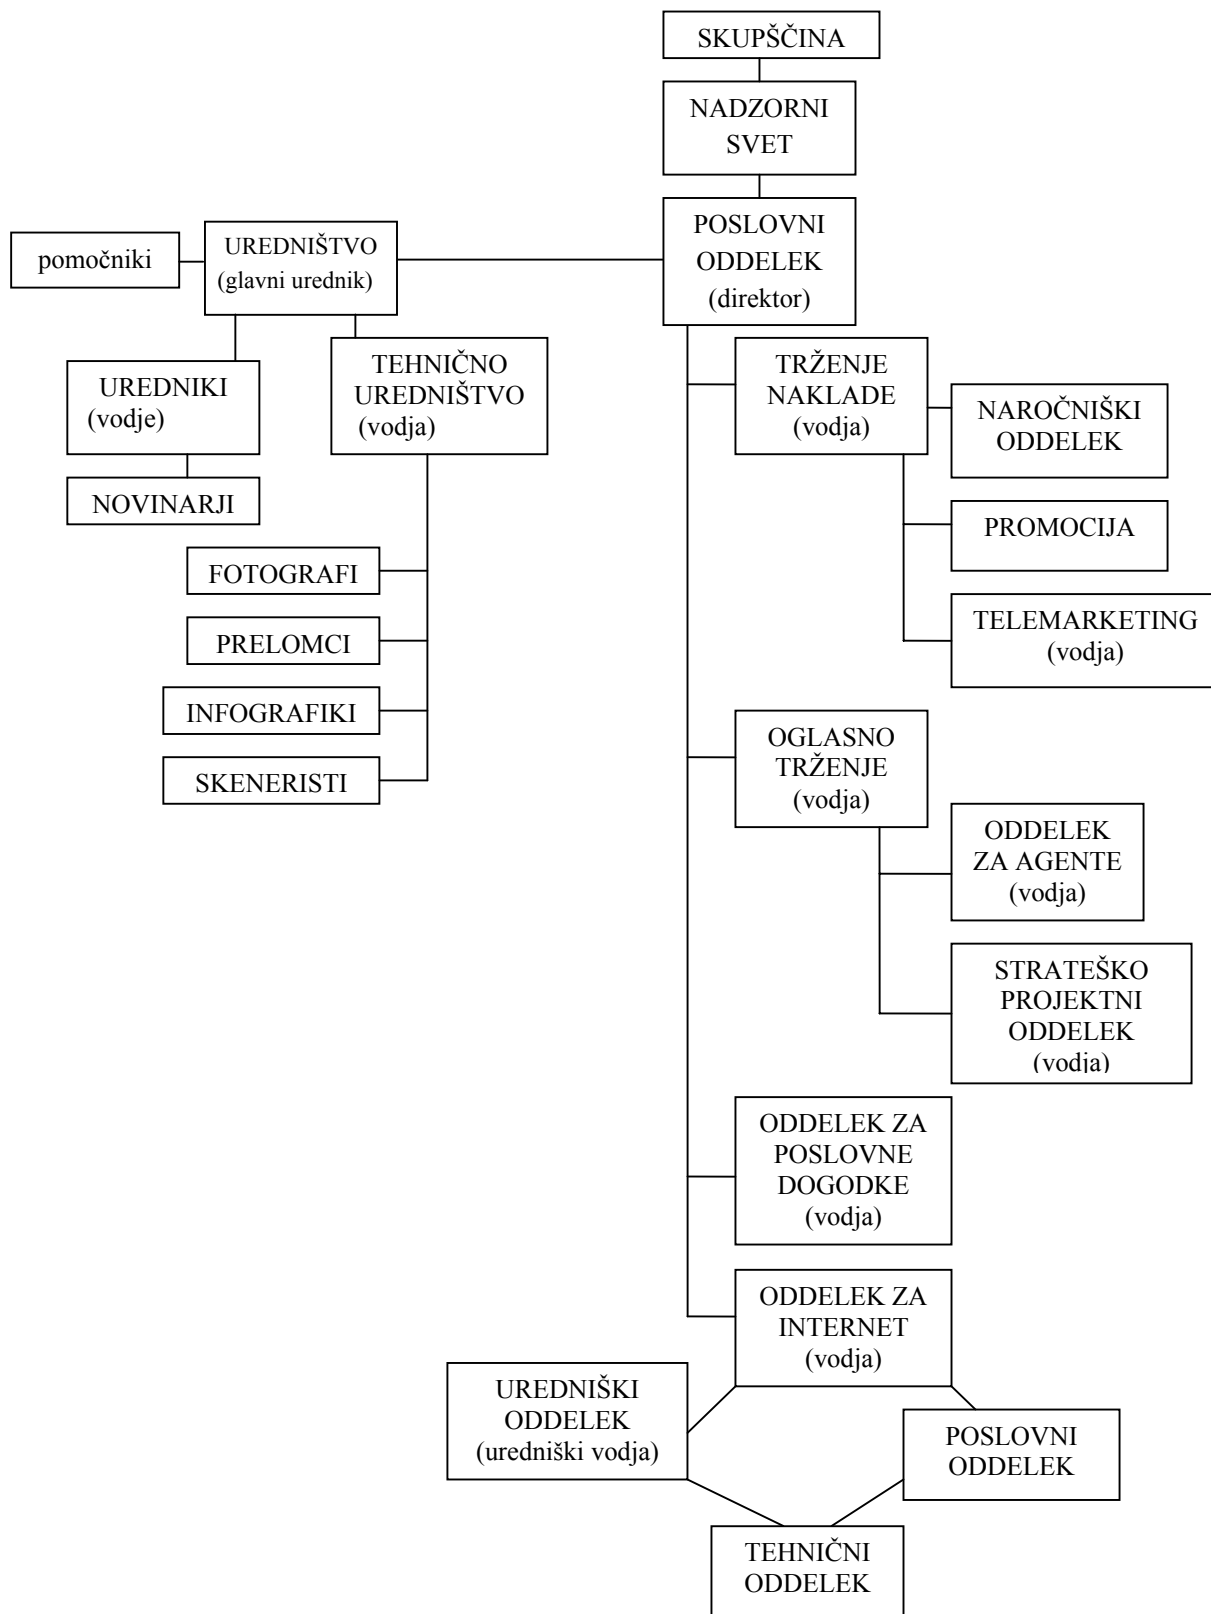 SKUPŠČINA
NADZORNI
SVET
POSLOVNI
ODDELEK
(direktor)
UREDNIŠTVO
(glavni urednik)
pomočniki
UREDNIKI
(vodje)
NOVINARJI
TEHNIČNO
UREDNIŠTVO
(vodja)
FOTOGRAFI
PRELOMCI
INFOGRAFIKI
SKENERISTI
TRŽENJE
NAKLADE
(vodja)
NAROČNIŠKI
ODDELEK
PROMOCIJA
TELEMARKETING
(vodja)
OGLASNO
TRŽENJE
(vodja)
ODDELEK
ZA AGENTE
(vodja)
STRATEŠKO
PROJEKTNI
ODDELEK
(vodja)
ODDELEK ZA
POSLOVNE
DOGODKE
(vodja)
ODDELEK ZA
INTERNET
(vodja)
UREDNIŠKI
ODDELEK
(uredniški vodja)
POSLOVNI
ODDELEK
TEHNIČNI
ODDELEK